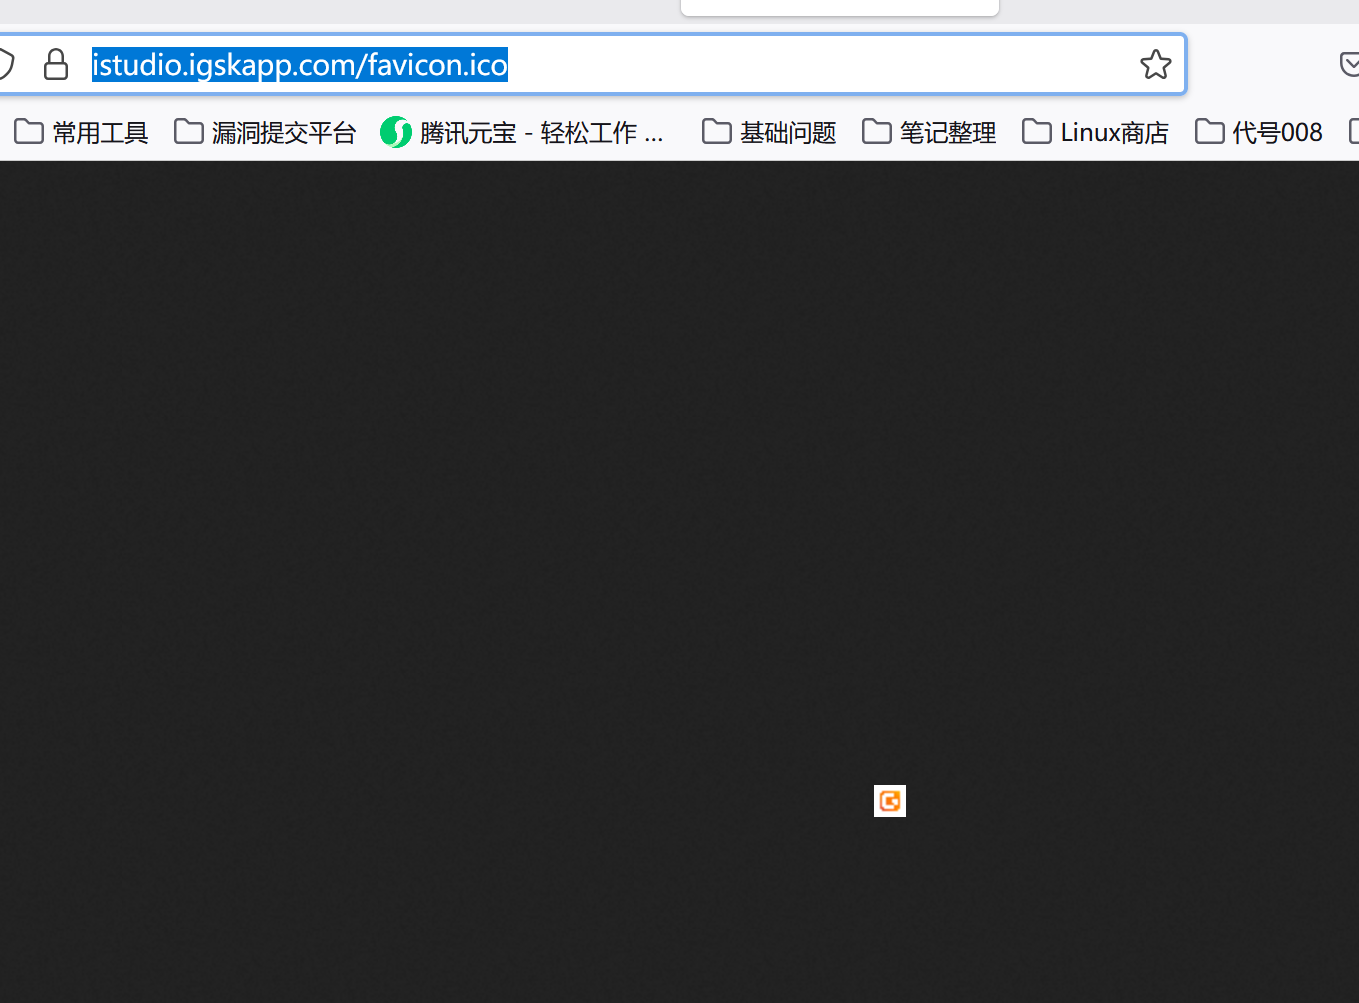 istudio.igskapp.com/favicon.ico
常用工具 漏洞提交平台 腾讯元宝 - 轻松工作 ... 基础问题 笔记整理 Linux商店 代号008